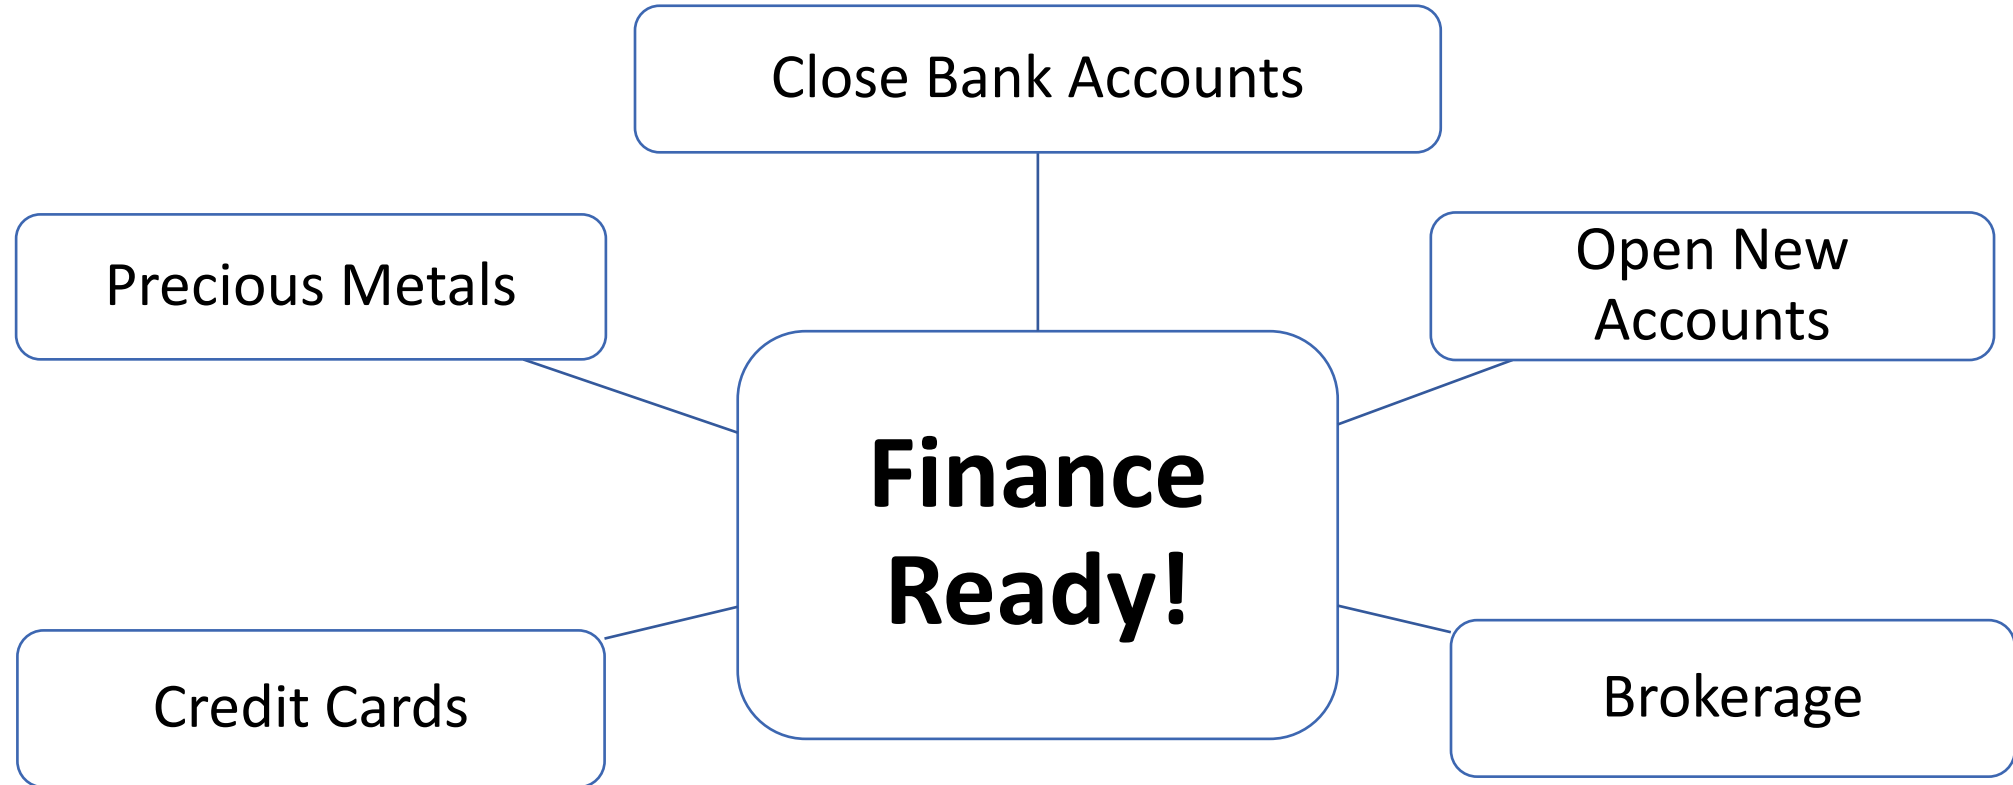 Close Bank Accounts
Precious Metals
Open New
Accounts
Finance
Ready!
Credit Cards
Brokerage